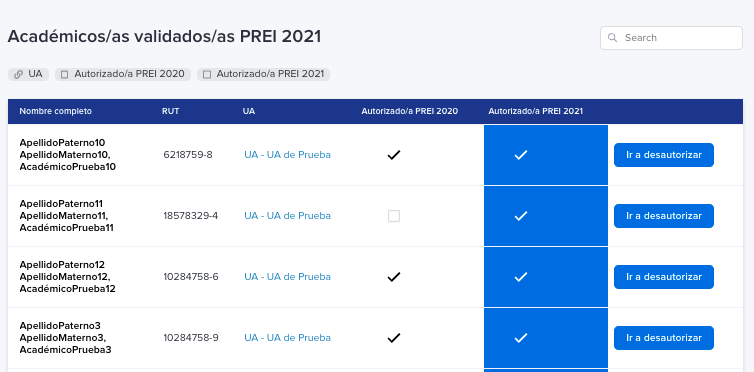 Académicos/as validados/as PREI 2021
Search
UA
Autorizado/a PREI 2020
Autorizado/a PREI 2021
Nombre completo RUT UA Autorizado/a PREI 2020 Autorizado/a PREI 2021
ApellidoPaterno10
ApellidoMaterno10,
AcadémicoPrueba10
6218759-8
UA - UA de Prueba
Ir a desautorizar
ApellidoPaterno11
ApellidoMaterno11,
AcadémicoPrueba11
18578329-4
UA - UA de Prueba
Ir a desautorizar
ApellidoPaterno12
ApellidoMaterno12,
AcadémicoPrueba12
10284758-6
UA - UA de Prueba
Ir a desautorizar
ApellidoPaterno3
ApellidoMaterno3,
AcadémicoPrueba3
10284758-9
UA - UA de Prueba
Ir a desautorizar